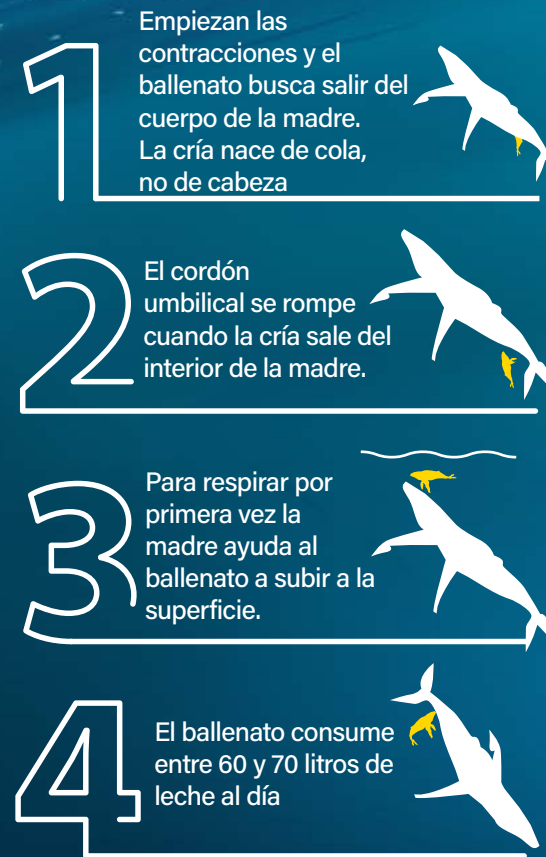 1
Empiezan las
contracciones y el
ballenato busca salir del
cuerpo de la madre.
La cría nace de cola,
no de cabeza
2
El cordón
umbilical se rompe
cuando la cría sale del
interior de la madre.
3
Para respirar por
primera vez la
madre ayuda al
ballenato a subir a la
superficie.
4
El ballenato consume
entre 60 y 70 litros de
leche al día